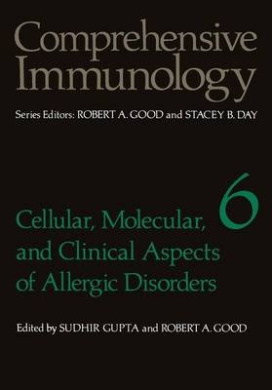 Comprehensive
Immunology
Series Editors: ROBERT A. GOOD and STACEY B. DAY
6
Cellular, Molecular,
and Clinical Aspects
of Allergic Disorders
Edited by SUDHIR GUPTA and ROBERT A. GOOD